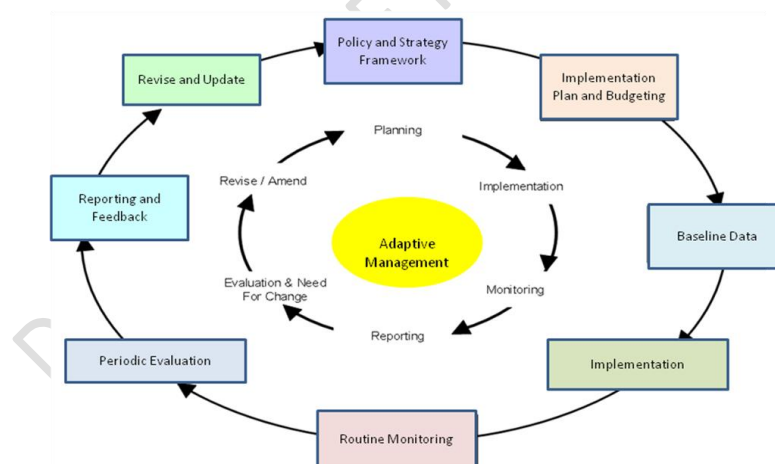 Policy and Strategy
Framework
Implementation
Plan and Budgeting
Baseline Data
Implementation
Routine Monitoring
Periodic Evaluation
Reporting and
Feedback
Revise and Update
Planning
Implementation
Monitoring
Reporting
Evaluation & Need
For Change
Revise / Amend
Adaptive
Management